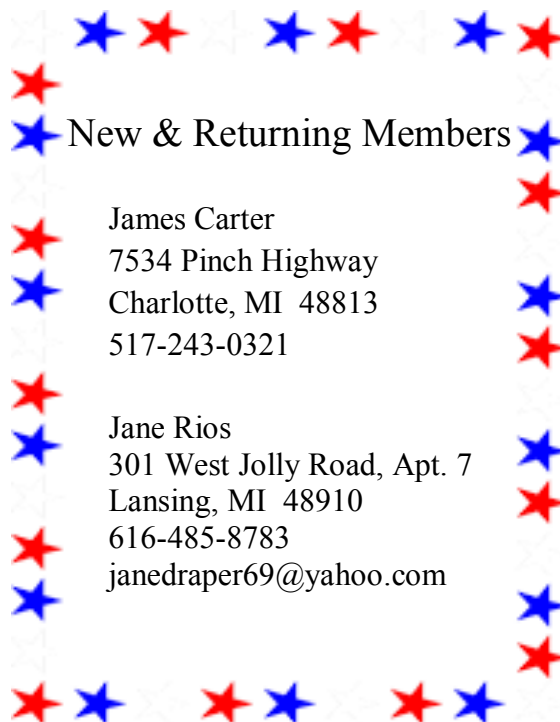 New & Returning Members
James Carter
7534 Pinch Highway
Charlotte, MI  48813
517-243-0321
Jane Rios
301 West Jolly Road, Apt. 7
Lansing, MI  48910
616-485-8783
janedraper69@yahoo.com